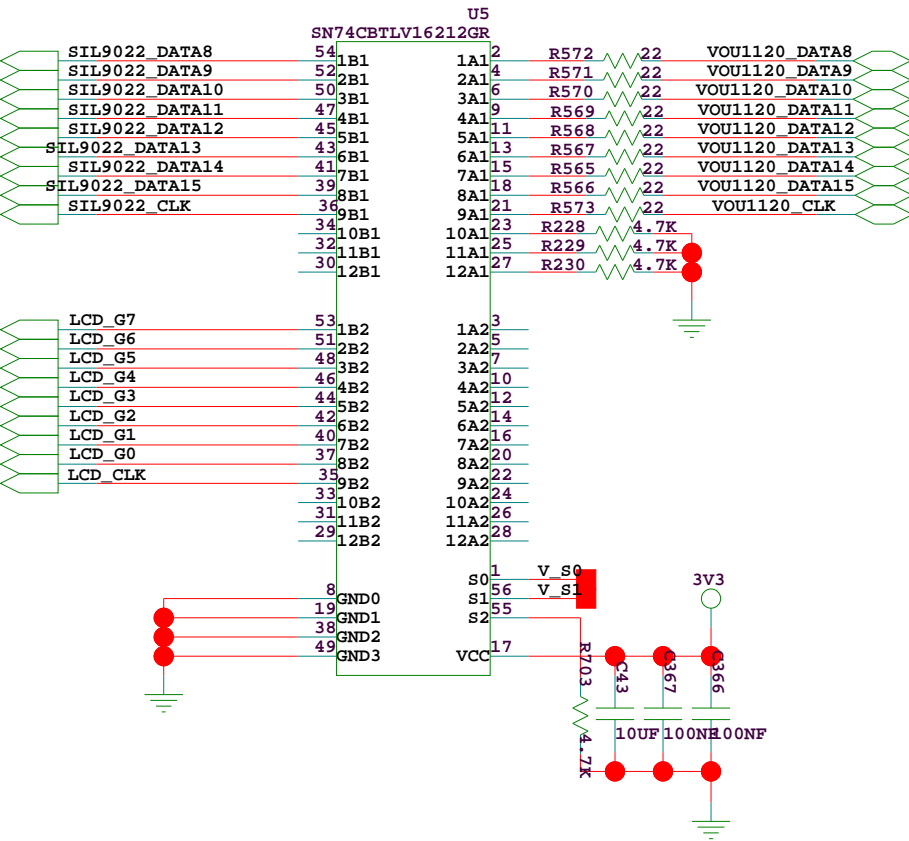 U5
SN74CBTLV16212GR
SIL9022_DATA8 54 1B1 1A1 2 R572 22 VOU1120_DATA8
SIL9022_DATA9 52 2B1 2A1 4 R571 22 VOU1120_DATA9
SIL9022_DATA10 50 3B1 3A1 6 R570 22 VOU1120_DATA10
SIL9022_DATA11 47 4B1 4A1 9 R569 22 VOU1120_DATA11
SIL9022_DATA12 45 5B1 5A1 11 R568 22 VOU1120_DATA12
SIL9022_DATA13 43 6B1 6A1 13 R567 22 VOU1120_DATA13
SIL9022_DATA14 41 7B1 7A1 15 R565 22 VOU1120_DATA14
SIL9022_DATA15 39 8B1 8A1 18 R566 22 VOU1120_DATA15
SIL9022_CLK 36 9B1 9A1 21 R573 22 VOU1120_CLK
34 10B1 10A1 23 R228 4.7K
32 11B1 11A1 25 R229 4.7K
30 12B1 12A1 27 R230 4.7K
LCD_G7 53 1B2 1A2 3
LCD_G6 51 2B2 2A2 5
LCD_G5 48 3B2 3A2 7
LCD_G4 46 4B2 4A2 10
LCD_G3 44 5B2 5A2 12
LCD_G2 42 6B2 6A2 14
LCD_G1 40 7B2 7A2 16
LCD_G0 37 8B2 8A2 20
LCD_CLK 35 9B2 9A2 22
33 10B2 10A2 24
31 11B2 11A2 26
29 12B2 12A2 28
S0 1 V_S0
8 GND0 S1 56 V_S1 3V3
19 GND1 S2 55
38 GND2
49 GND3 VCC 17
R703 C43 C367 C366
4.7K 10UF 100NF 100NF